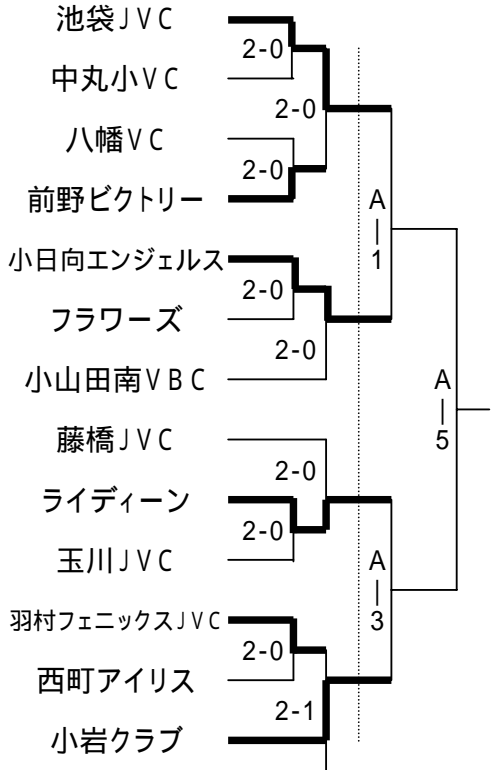 池袋JVC
2-0
中丸小VC
2-0
八幡VC
2-0
前野ビクトリー
A|1
小日向エンジェルス
2-0
フラワーズ
2-0
小山田南VBC
A|5
藤橋JVC
2-0
ライディーン
2-0
玉川JVC
A|3
羽村フェニックスJVC
2-0
西町アイリス
2-1
小岩クラブ